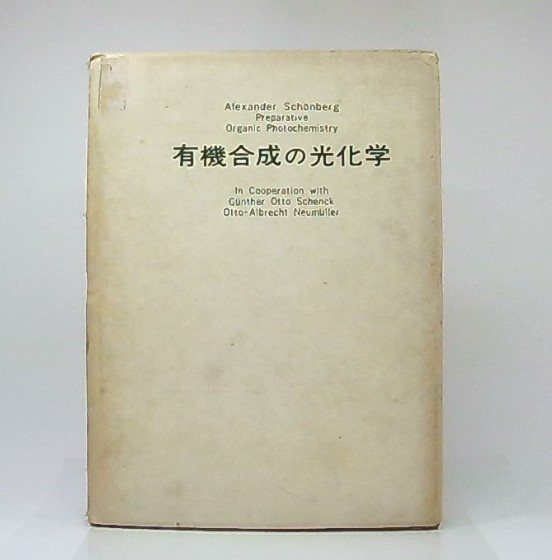 Alexander Schönberg
Preparative
Organic Photochemistry
有機合成の光化学
In Cooperation with
Günther Otto Schenck
Otto-Albrecht Neumüller